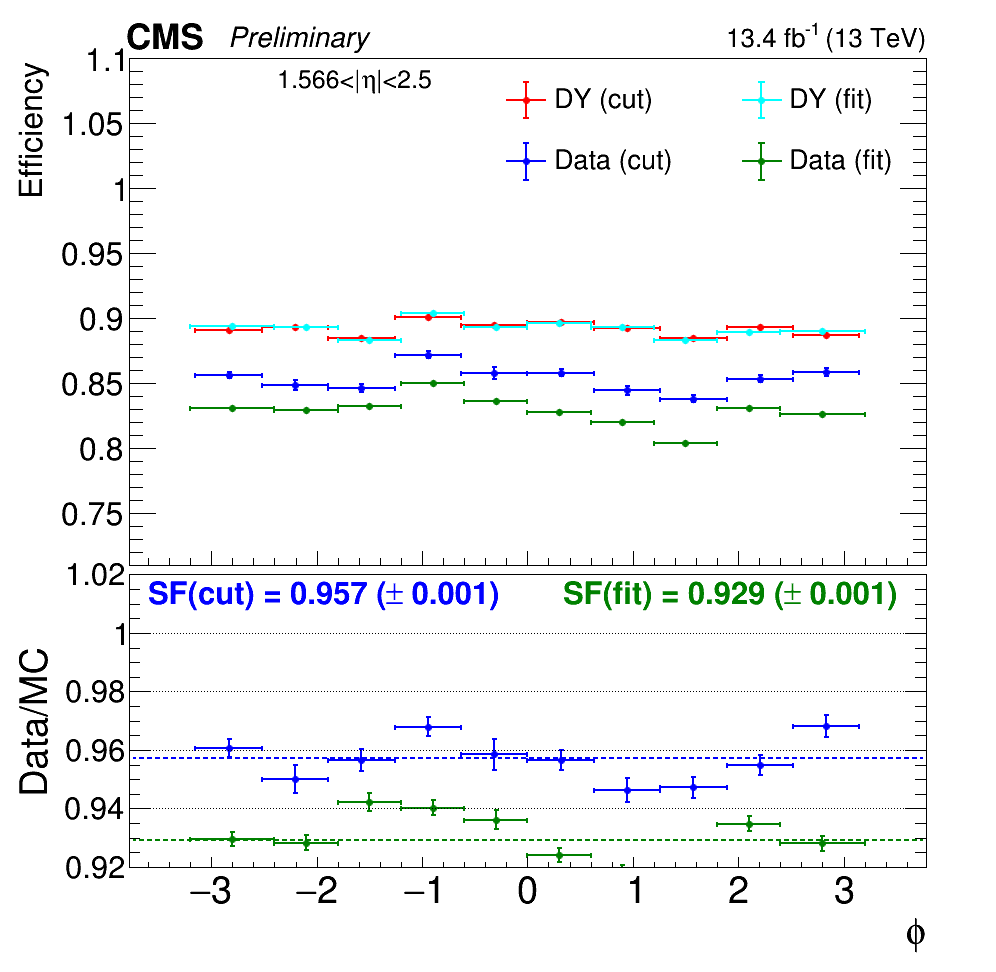 CMS Preliminary 13.4 fb-1 (13 TeV)
1.566<|η|<2.5
DY (cut) DY (fit)
Data (cut) Data (fit)
Efficiency
1.1
1.05
1
0.95
0.9
0.85
0.8
0.75
SF(cut) = 0.957 (± 0.001) SF(fit) = 0.929 (± 0.001)
Data/MC
1.02
1
0.98
0.96
0.94
0.92
−3 −2 −1 0 1 2 3
ϕ